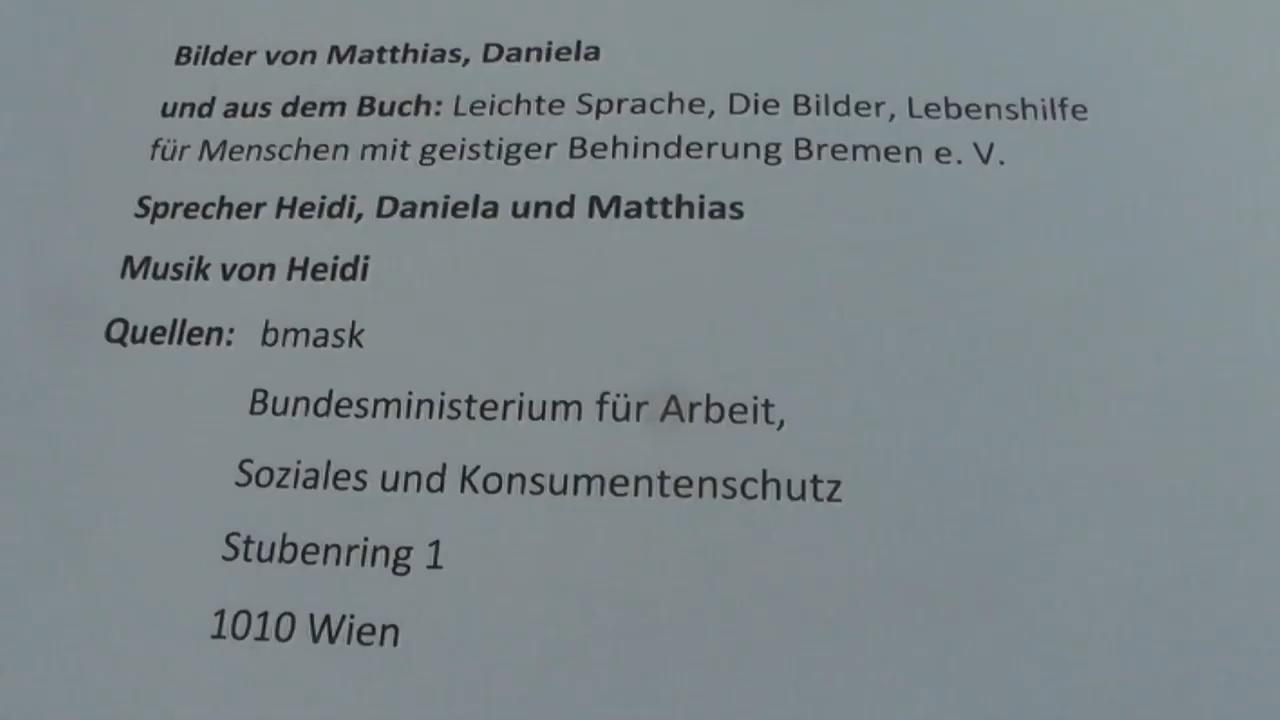 Bilder von Matthias, Daniela
und aus dem Buch: Leichte Sprache, Die Bilder, Lebenshilfe
für Menschen mit geistiger Behinderung Bremen e. V.
Sprecher Heidi, Daniela und Matthias
Musik von Heidi
Quellen: bmask
Bundesministerium für Arbeit,
Soziales und Konsumentenschutz
Stubenring 1
1010 Wien